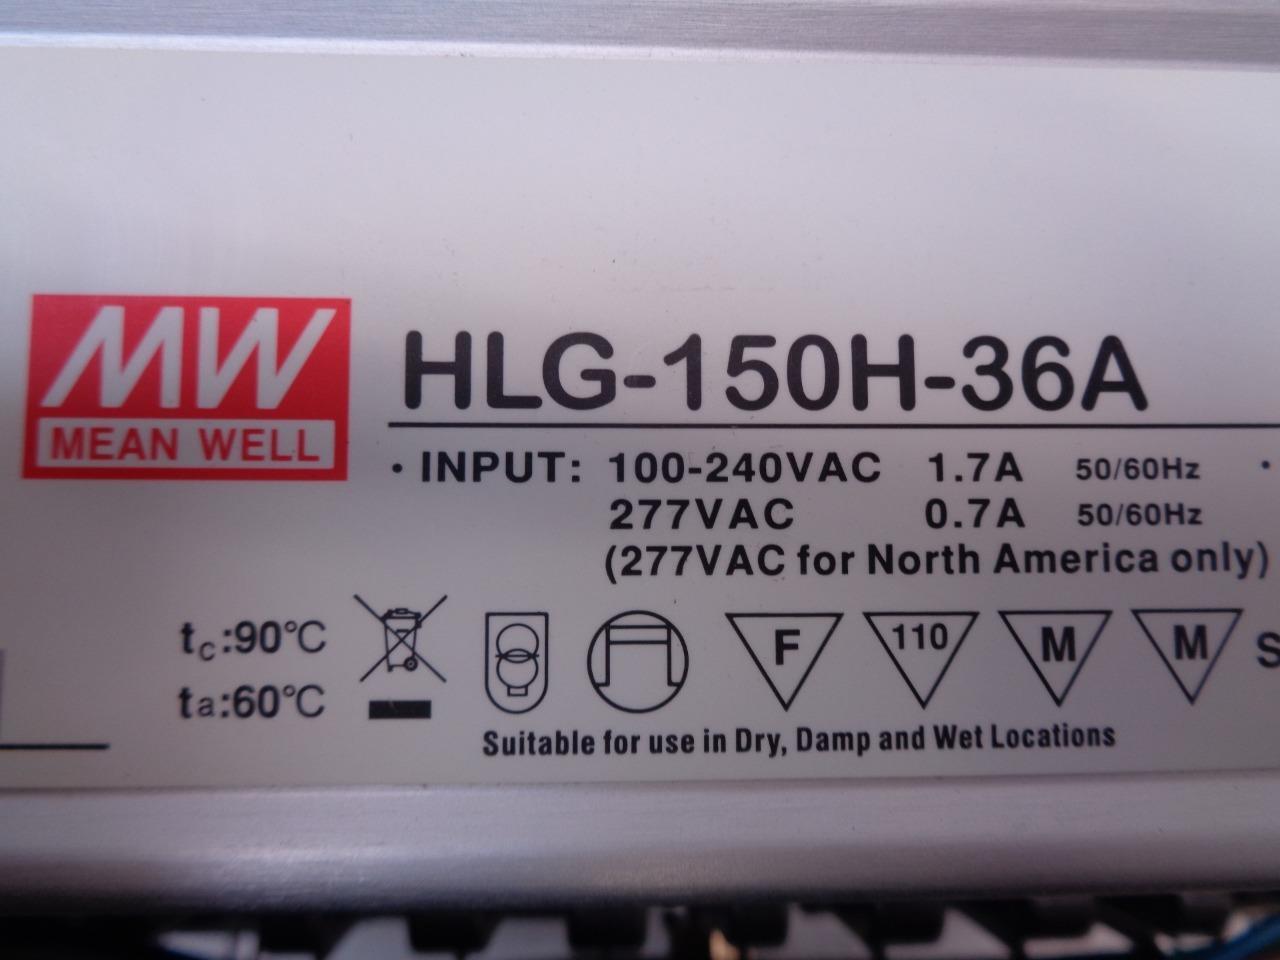 MW
MEAN WELL
HLG-150H-36A
• INPUT: 100-240VAC 1.7A 50/60Hz •
277VAC 0.7A 50/60Hz
(277VAC for North America only)
tc:90℃
ta:60℃
F 110 M M S
Suitable for use in Dry, Damp and Wet Locations